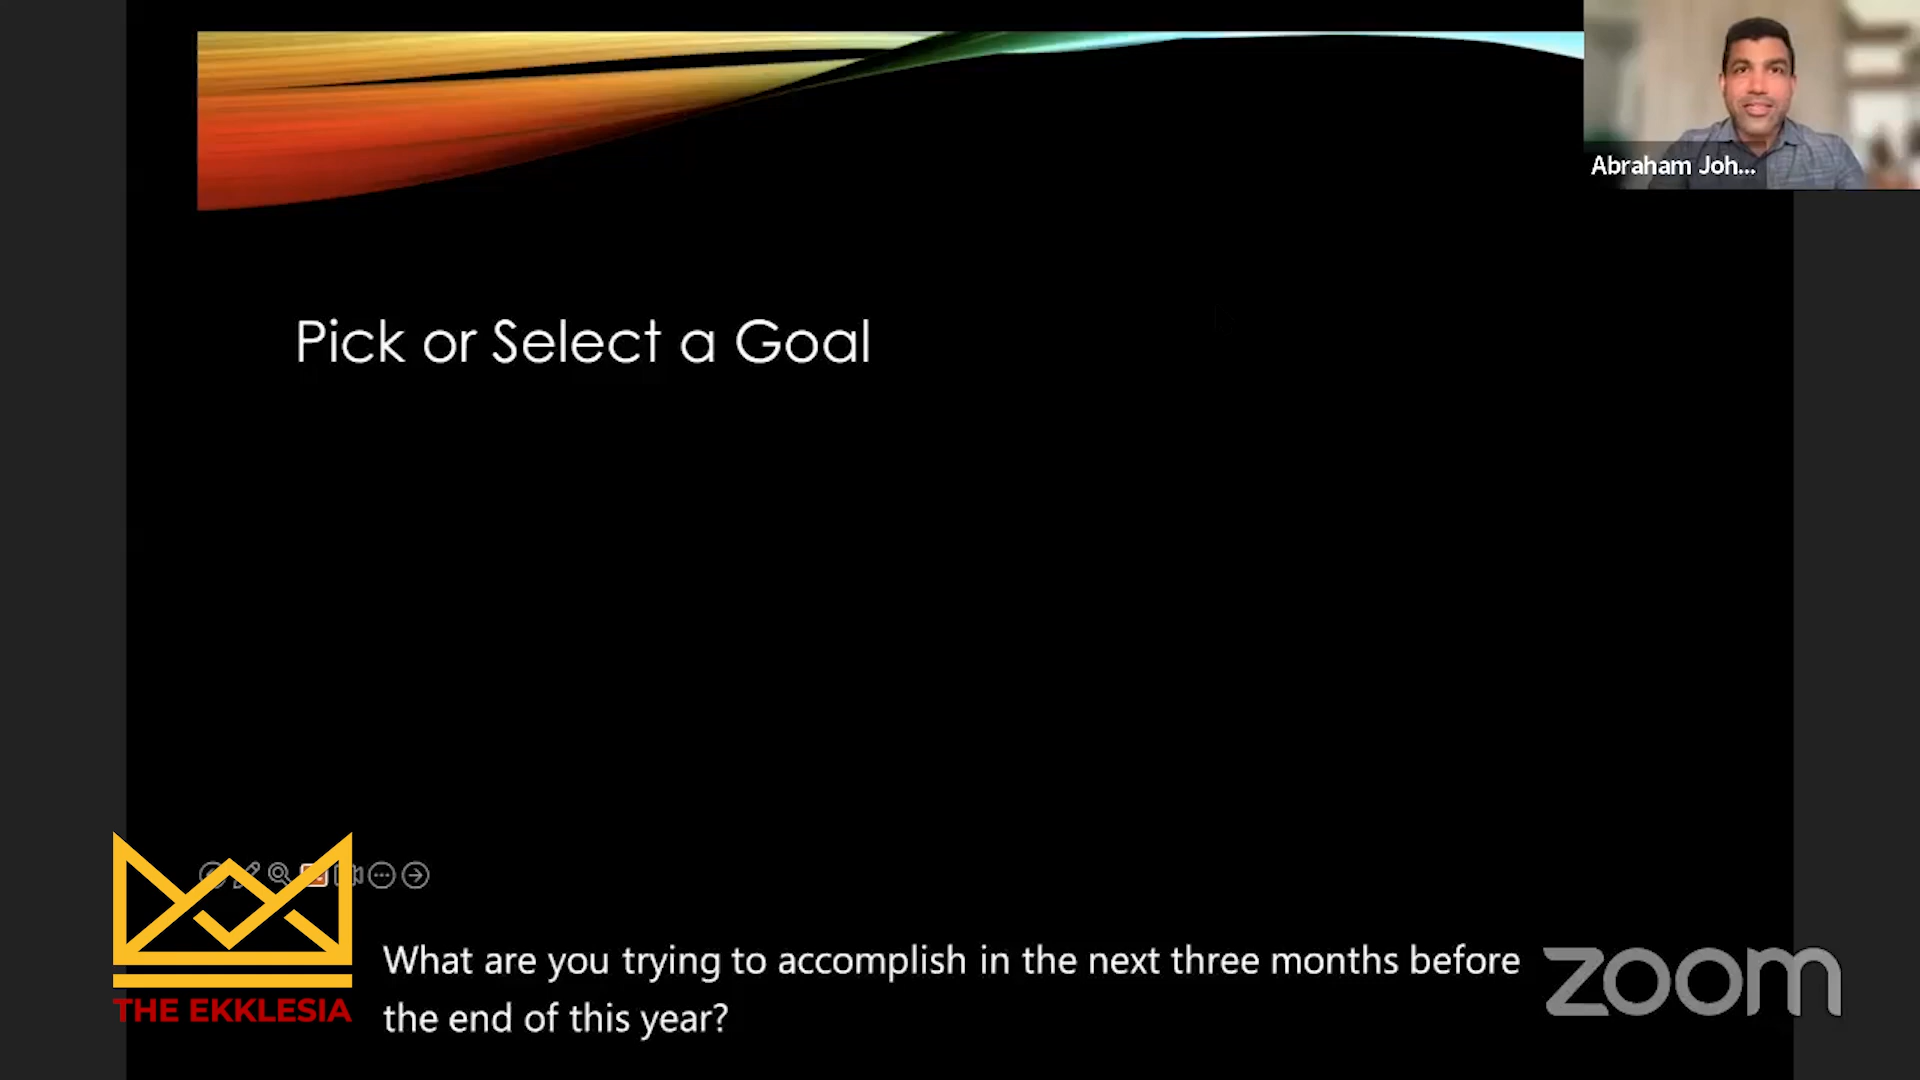 Abraham Joh...
Pick or Select a Goal
THE EKKLESIA
What are you trying to accomplish in the next three months before
the end of this year?
zoom